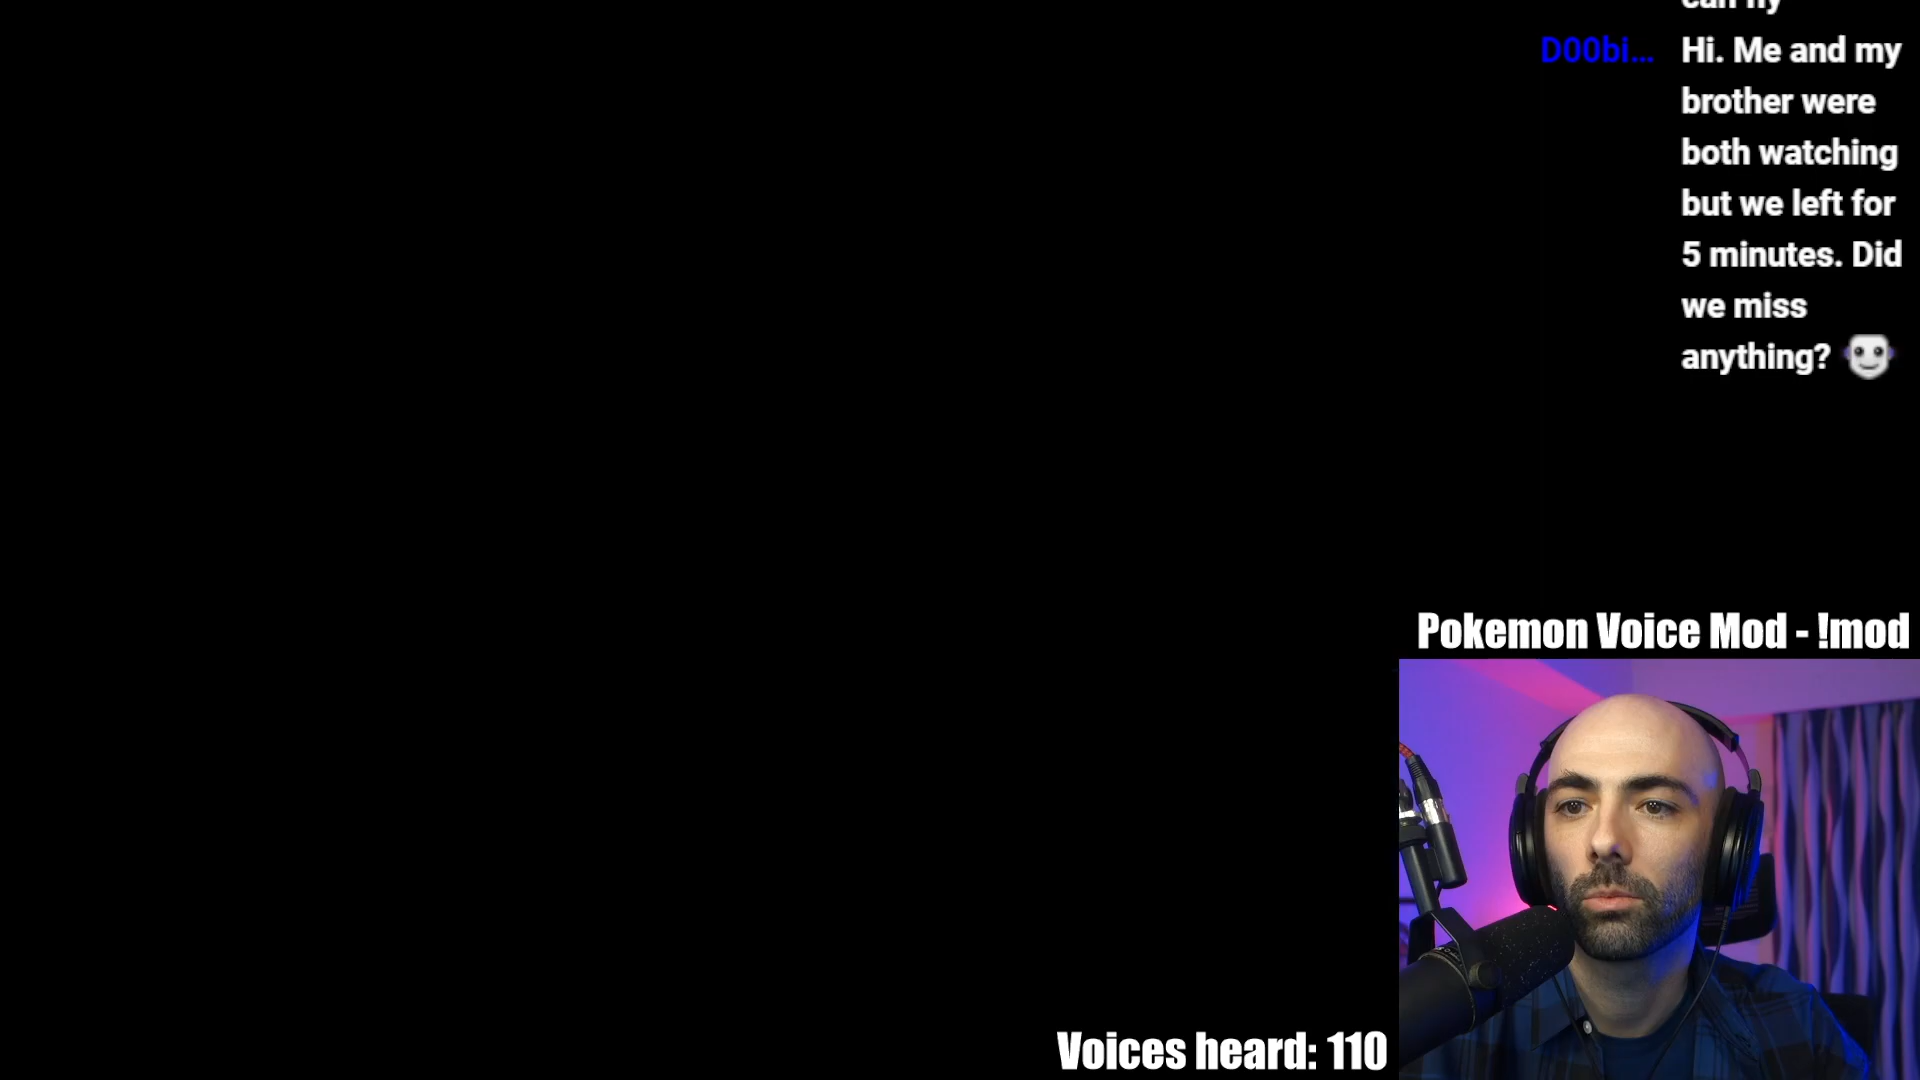 D00bi... Hi. Me and my
brother were
both watching
but we left for
5 minutes. Did
we miss
anything?
Pokemon Voice Mod - !mod
Voices heard: 110